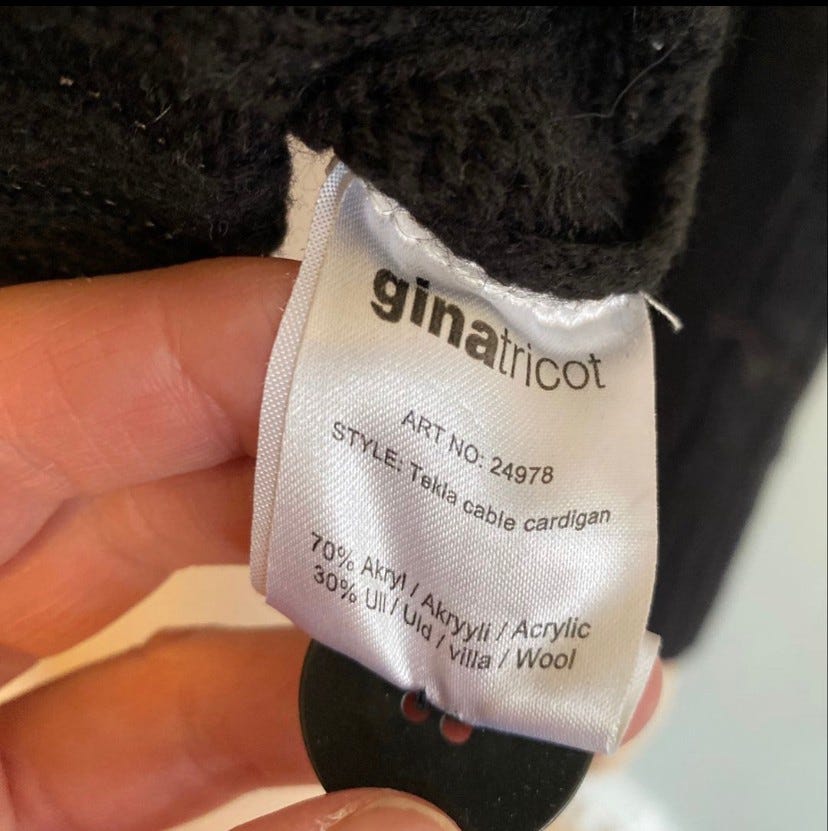 ginatricot
ART NO: 24978
STYLE: Tekla cable cardigan
70% Akryl / Akryyli / Acrylic
30% Ull / Uld / villa / Wool